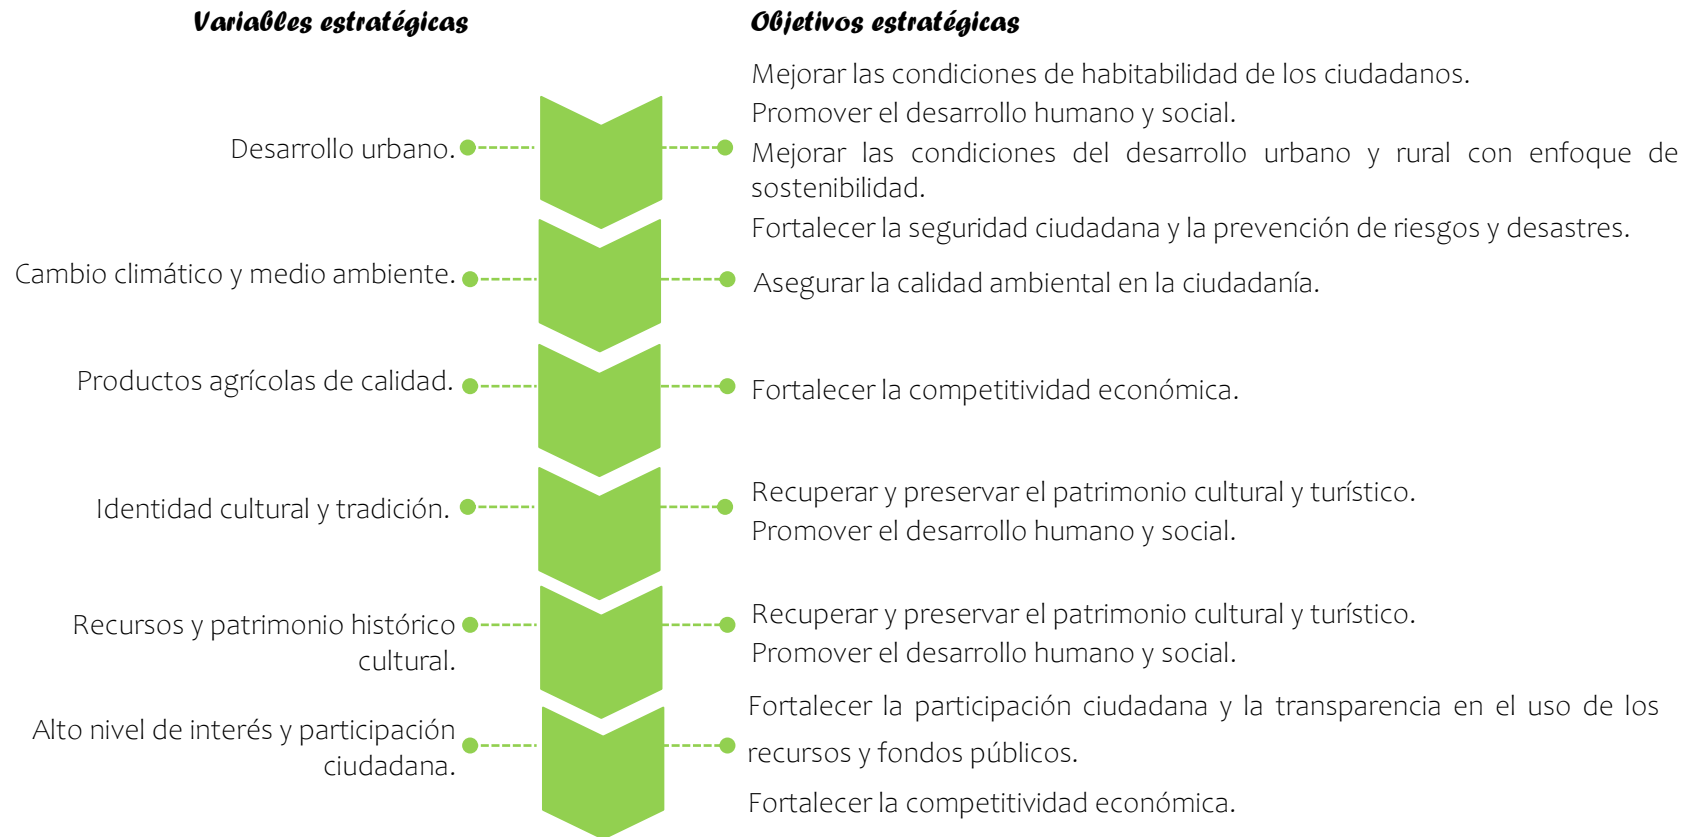 Variables estratégicas
Objetivos estratégicas
Desarrollo urbano.
Mejorar las condiciones de habitabilidad de los ciudadanos.
Promover el desarrollo humano y social.
Mejorar las condiciones del desarrollo urbano y rural con enfoque de
sostenibilidad.
Fortalecer la seguridad ciudadana y la prevención de riesgos y desastres.
Cambio climático y medio ambiente.
Asegurar la calidad ambiental en la ciudadanía.
Productos agrícolas de calidad.
Fortalecer la competitividad económica.
Identidad cultural y tradición.
Recuperar y preservar el patrimonio cultural y turístico.
Promover el desarrollo humano y social.
Recursos y patrimonio histórico
cultural.
Recuperar y preservar el patrimonio cultural y turístico.
Promover el desarrollo humano y social.
Alto nivel de interés y participación
ciudadana.
Fortalecer la participación ciudadana y la transparencia en el uso de los
recursos y fondos públicos.
Fortalecer la competitividad económica.